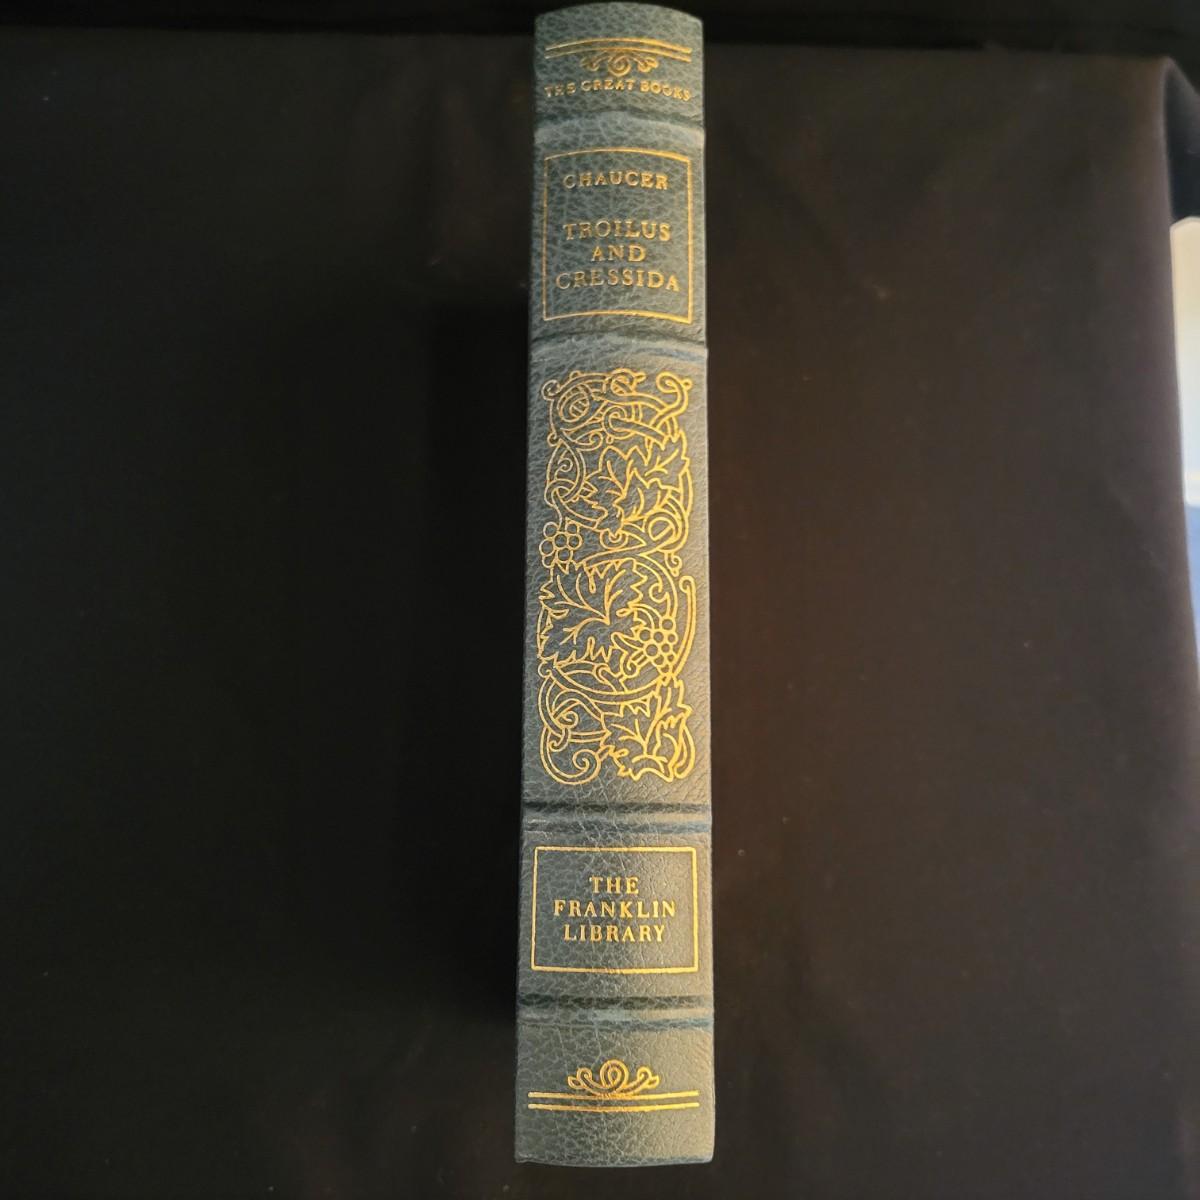 THE GREAT BOOKS
CHAUCER
TROILUS
AND
CRESSIDA
THE
FRANKLIN
LIBRARY